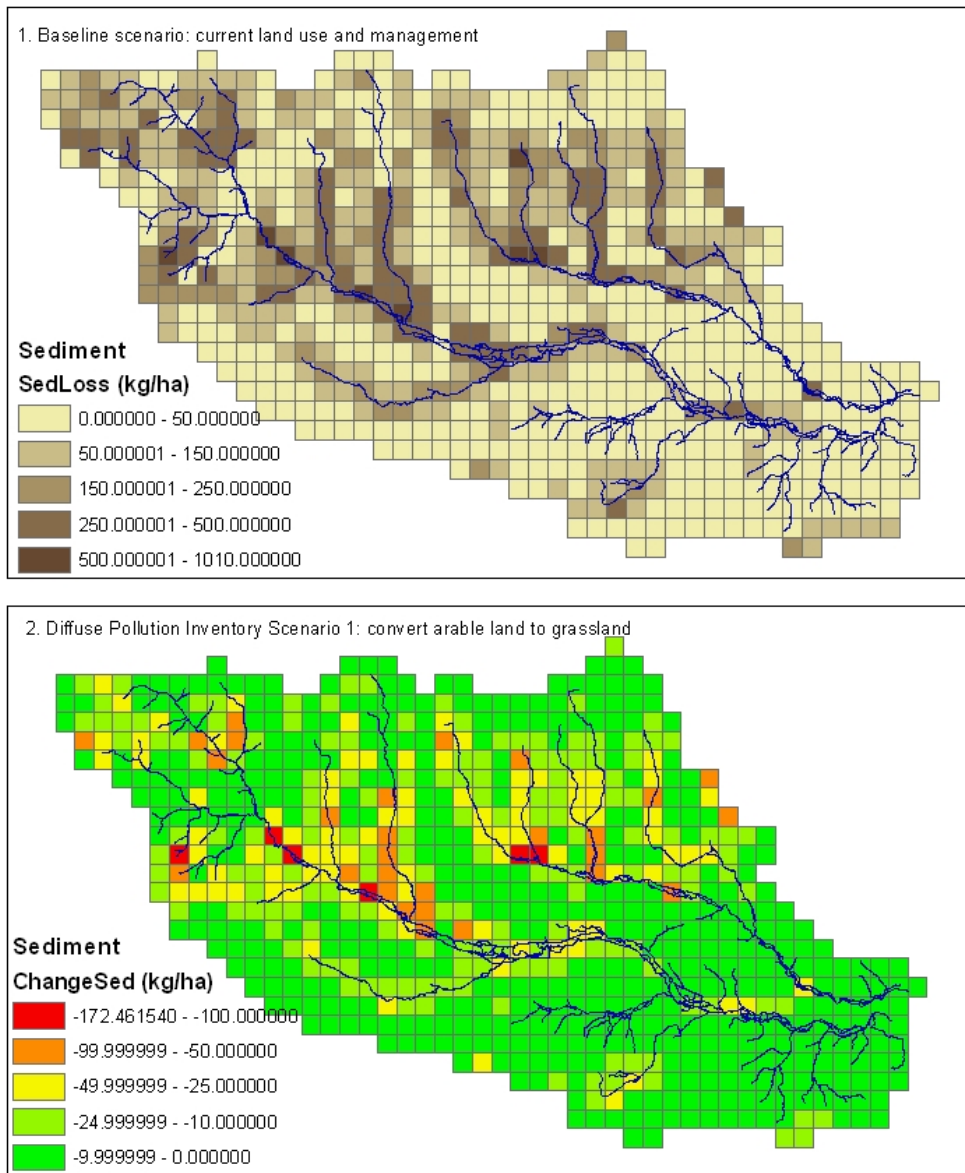 1. Baseline scenario: current land use and management
Sediment
SedLoss (kg/ha)
0.000000 - 50.000000
50.000001 - 150.000000
150.000001 - 250.000000
250.000001 - 500.000000
500.000001 - 1010.000000
2. Diffuse Pollution Inventory Scenario 1: convert arable land to grassland
Sediment
ChangeSed (kg/ha)
-172.461540 - -100.000000
-99.999999 - -50.000000
-49.999999 - -25.000000
-24.999999 - -10.000000
-9.999999 - 0.000000